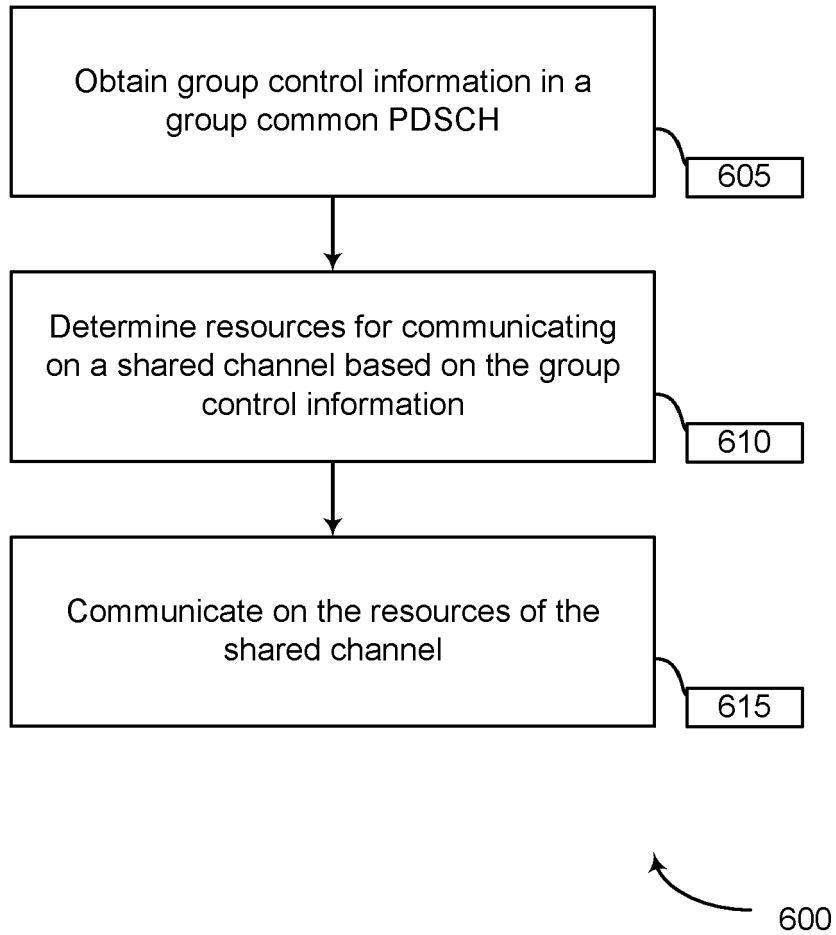 Obtain group control information in a
group common PDSCH
605
Determine resources for communicating
on a shared channel based on the group
control information
610
Communicate on the resources of the
shared channel
615
600